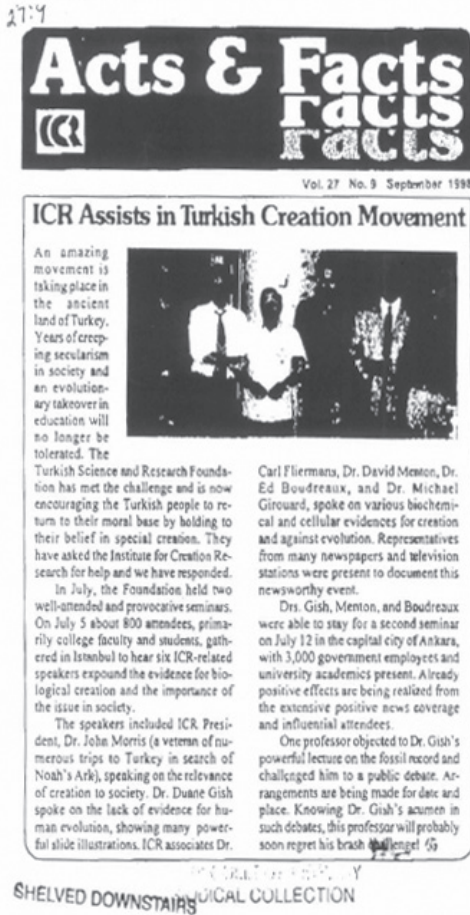 27:9
Acts & Facts
Facts
Facts
ICR
Vol. 27 No. 9 September 1998
ICR Assists in Turkish Creation Movement
An amazing
movement is
taking place in
the ancient
land of Turkey.
Years of creep-
ing secularism
in society and
an evolution-
ary takeover in
education will
no longer be
tolerated. The
Turkish Science and Research Founda-
tion has met the challenge and is now
encouraging the Turkish people to re-
turn to their moral base by holding to
their belief in special creation. They
have asked the Institute for Creation Re-
search for help and we have responded.
In July, the Foundation held two
well-attended and provocative seminars.
On July 5 about 800 attendees, prima-
rily college faculty and students, gath-
ered in Istanbul to hear six ICR-related
speakers expound the evidence for bio-
logical creation and the importance of
the issue in society.
The speakers included ICR Presi-
dent, Dr. John Morris (a veteran of nu-
merous trips to Turkey in search of
Noah's Ark), speaking on the relevance
of creation to society. Dr. Duane Gish
spoke on the lack of evidence for hu-
man evolution, showing many power-
ful slide illustrations. ICR associates Dr.
Carl Fliermans, Dr. David Menton, Dr.
Ed Boudreaux, and Dr. Michael
Girouard, spoke on various biochemi-
cal and cellular evidences for creation
and against evolution. Representatives
from many newspapers and television
stations were present to document this
newsworthy event.
Drs. Gish, Menton, and Boudreaux
were able to stay for a second seminar
on July 12 in the capital city of Ankara,
with 3,000 government employees and
university academics present. Already
positive effects are being realized from
the extensive positive news coverage
and influential attendees.
One professor objected to Dr. Gish's
powerful lecture on the fossil record and
challenged him to a public debate. Ar-
rangements are being made for date and
place. Knowing Dr. Gish's acumen in
such debates, this professor will probably
soon regret his brash challenge!
SHELVED DOWNSTAIRS
COLLECTION